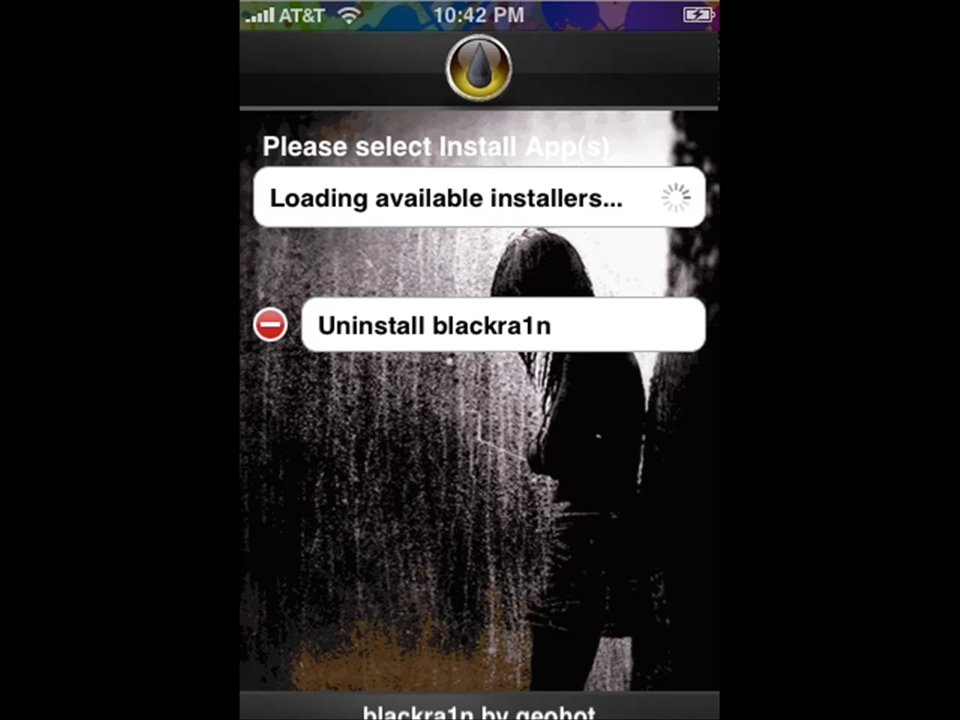 AT&T 10:42 PM
Please select Install App(s)
Loading available installers...
Uninstall blackra1n
blackra1n by geohot